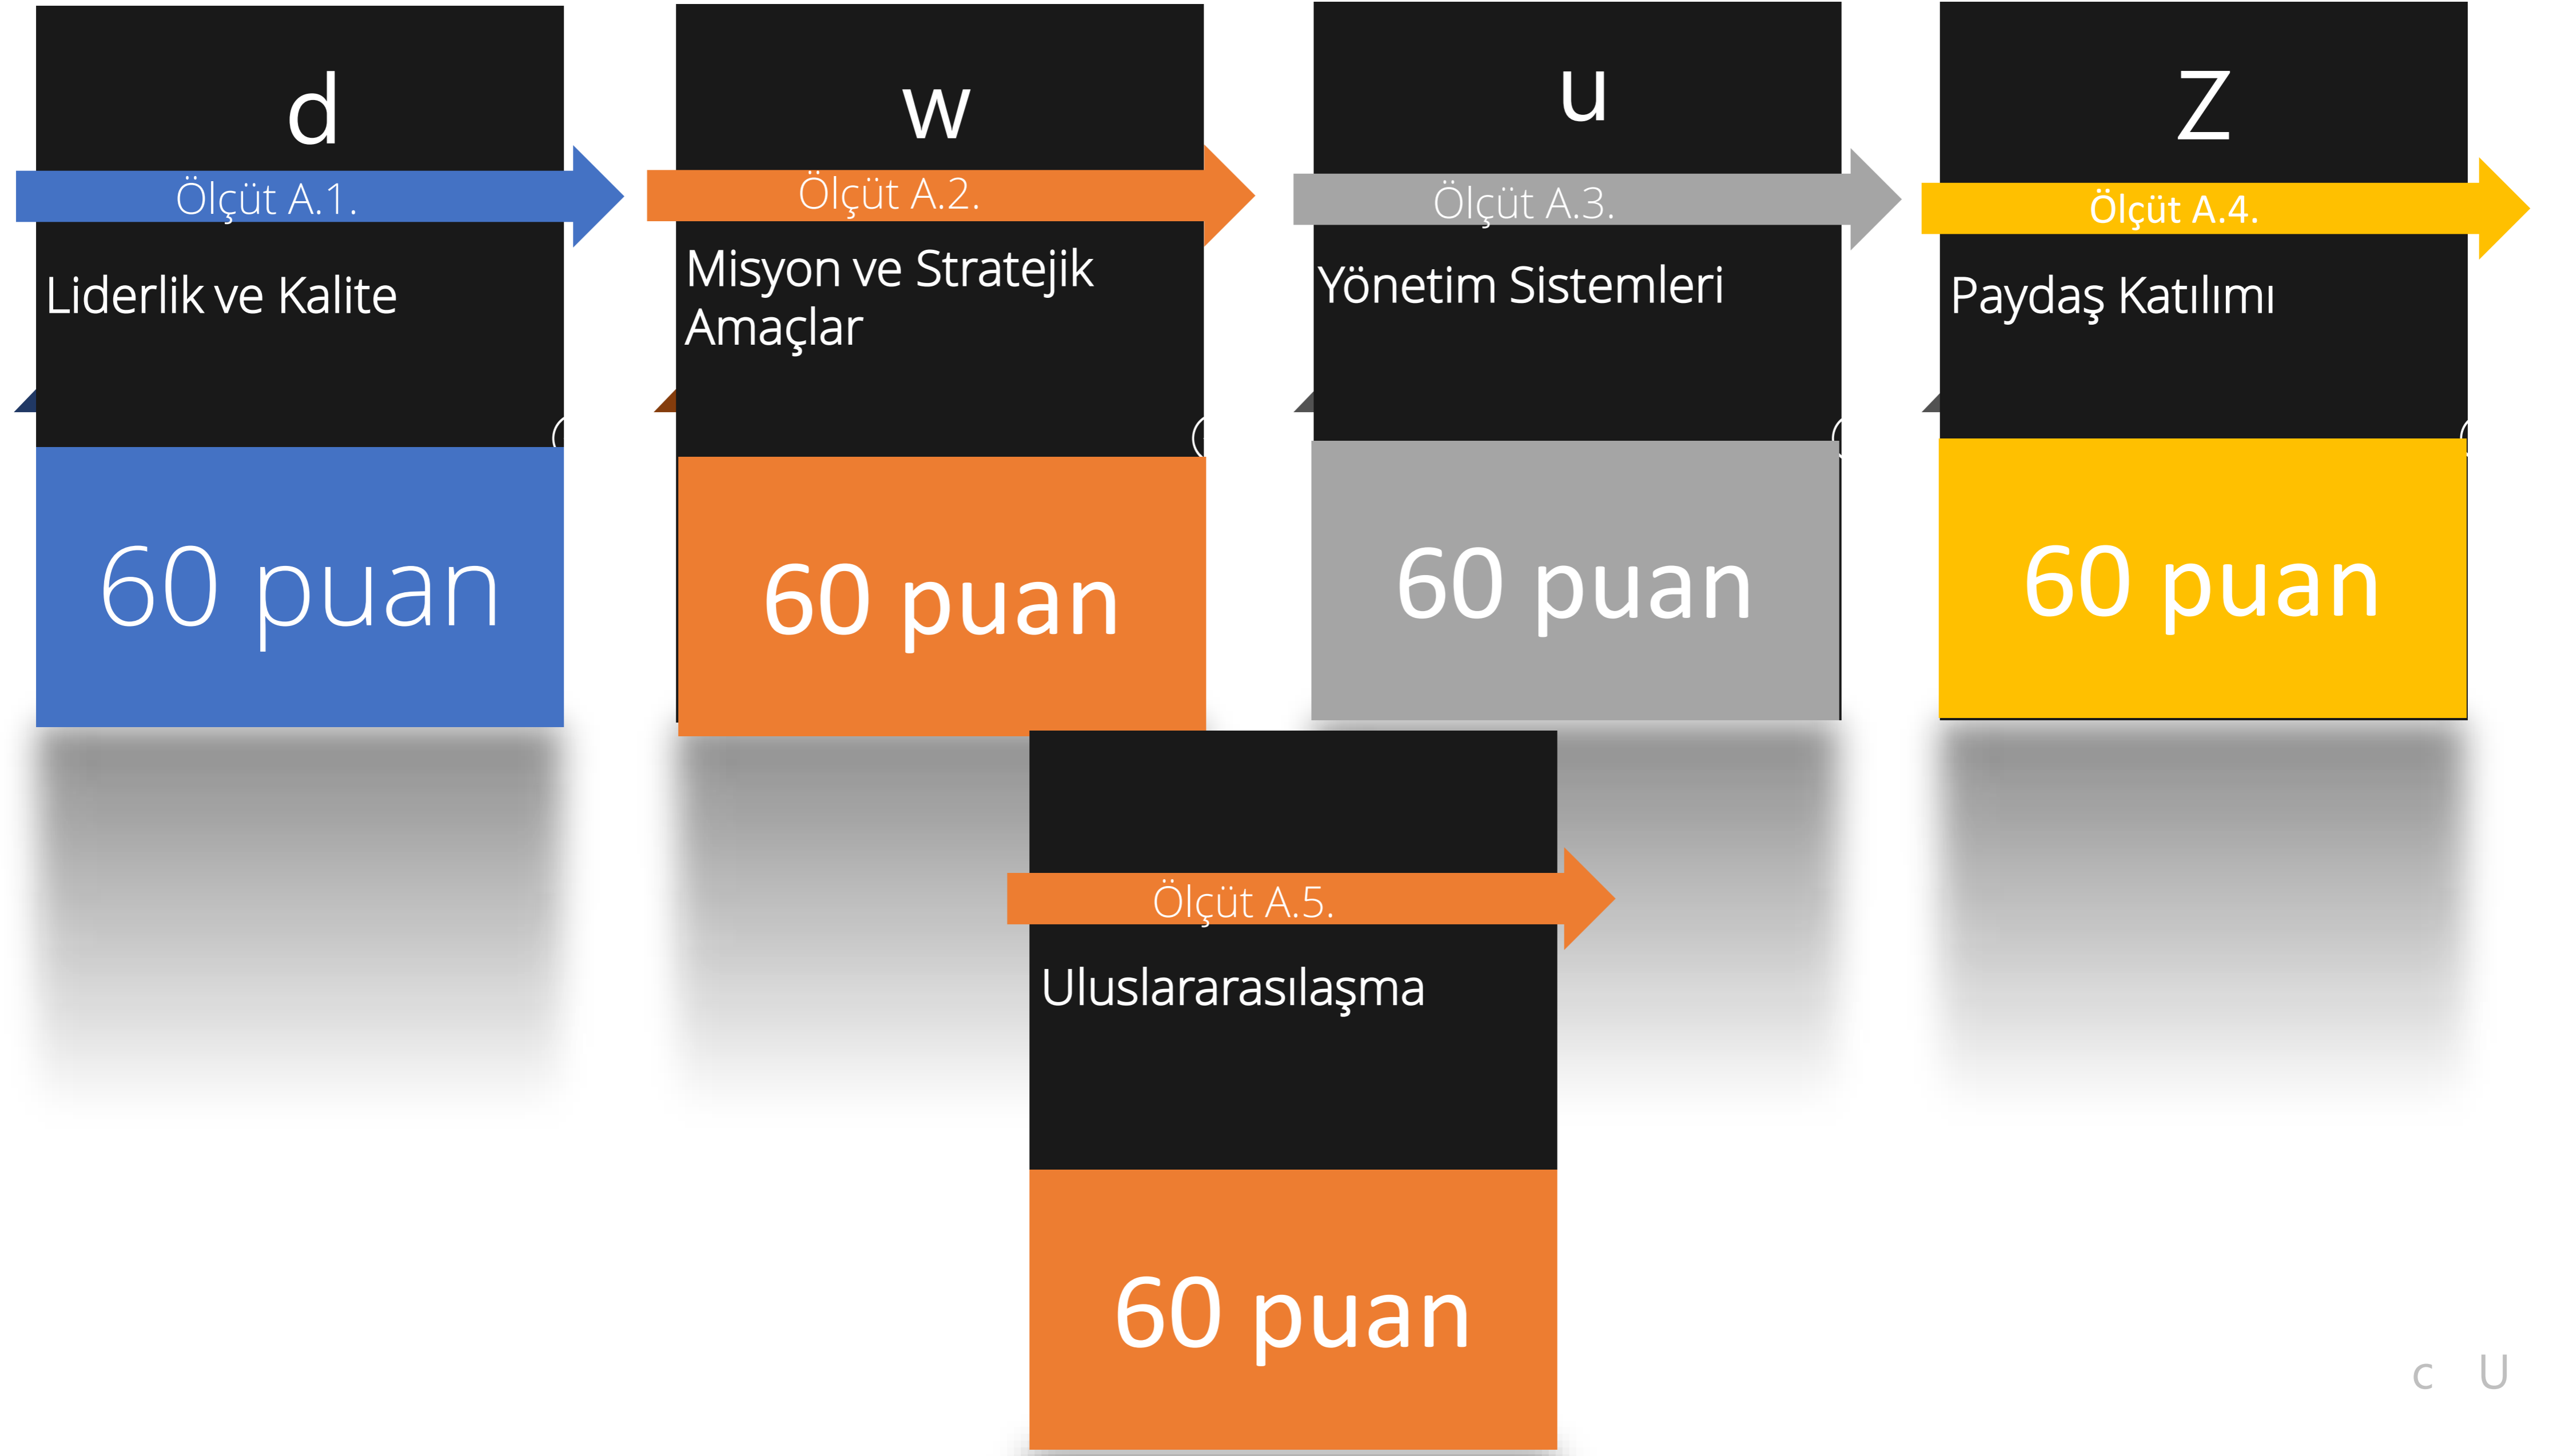 d
Ölçüt A.1.
Liderlik ve Kalite
60 puan
w
Ölçüt A.2.
Misyon ve Stratejik
Amaçlar
60 puan
u
Ölçüt A.3.
Yönetim Sistemleri
60 puan
Z
Ölçüt A.4.
Paydaş Katılımı
60 puan
Ölçüt A.5.
Uluslararasılaşma
60 puan
c U